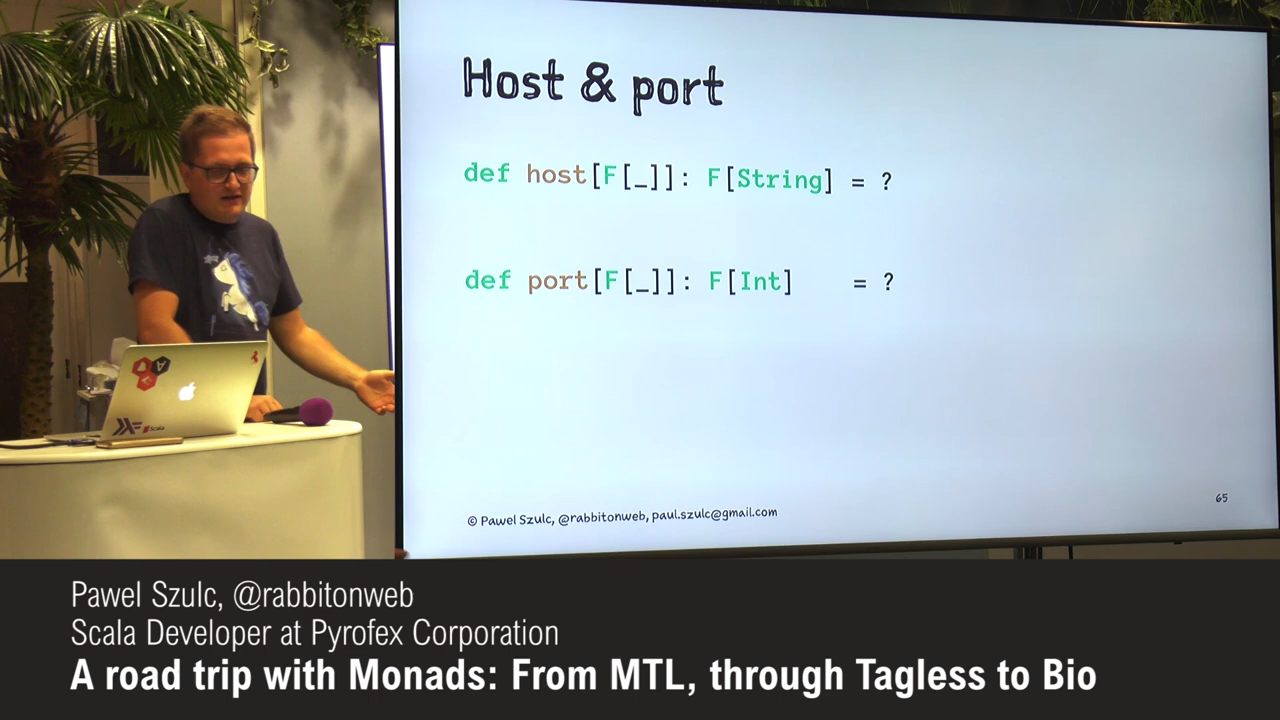 Host & port
def host[F[_]]: F[String] = ?
def port[F[_]]: F[Int] = ?
© Pawel Szulc, @rabbitonweb, paul.szulc@gmail.com
65
Scala
Pawel Szulc, @rabbitonweb
Scala Developer at Pyrofex Corporation
A road trip with Monads: From MTL, through Tagless to Bio